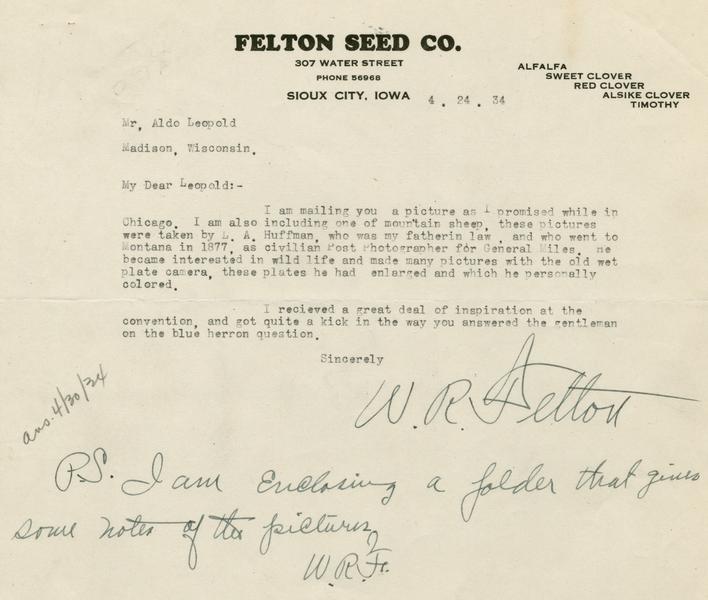 FELTON SEED CO.
307 WATER STREET
PHONE 56968
SIOUX CITY, IOWA
ALFALFA
SWEET CLOVER
RED CLOVER
ALSIKE CLOVER
TIMOTHY
4 . 24 . 34
Mr, Aldo Leopold
Madison, Wisconsin.
My Dear Leopold:-
I am mailing you a picture as I promised while in
Chicago. I am also including one of mountain sheep, these pictures
were taken by L. A. Huffman, who was my fatherin law , and who went to
Montana in 1877, as civilian Post Photographer for General Miles. He
became interested in wild life and made many pictures with the old wet
plate camera, these plates he had enlarged and which he personally
colored.
I recieved a great deal of inspiration at the
convention, and got quite a kick in the way you answered the gentleman
on the blue herron question.
Sincerely
W. R. Felton
ans. 4/30/34
P.S. I am Enclosing a folder that gives
some notes of the pictures,
W. R. F.